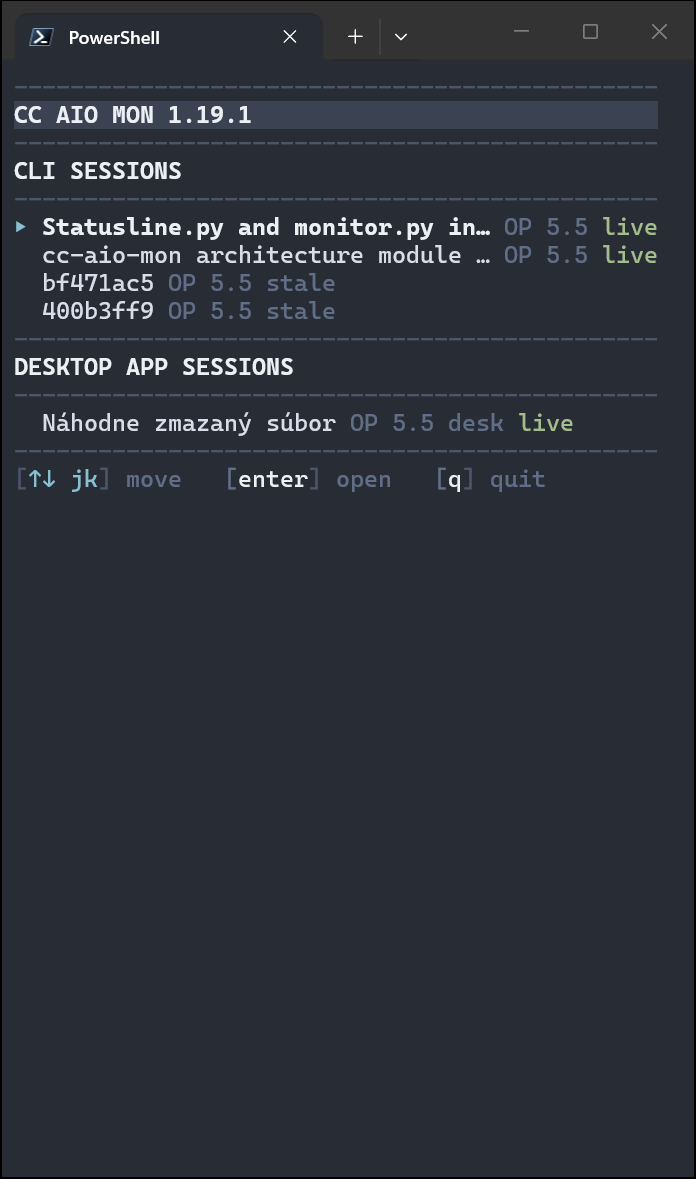 PowerShell
CC AIO MON 1.19.1
CLI SESSIONS
Statusline.py and monitor.py in… OP 5.5 live
cc-aio-mon architecture module … OP 5.5 live
bf471ac5 OP 5.5 stale
400b3ff9 OP 5.5 stale
DESKTOP APP SESSIONS
Náhodne zmazaný súbor OP 5.5 desk live
[↑↓ jk] move [enter] open [q] quit